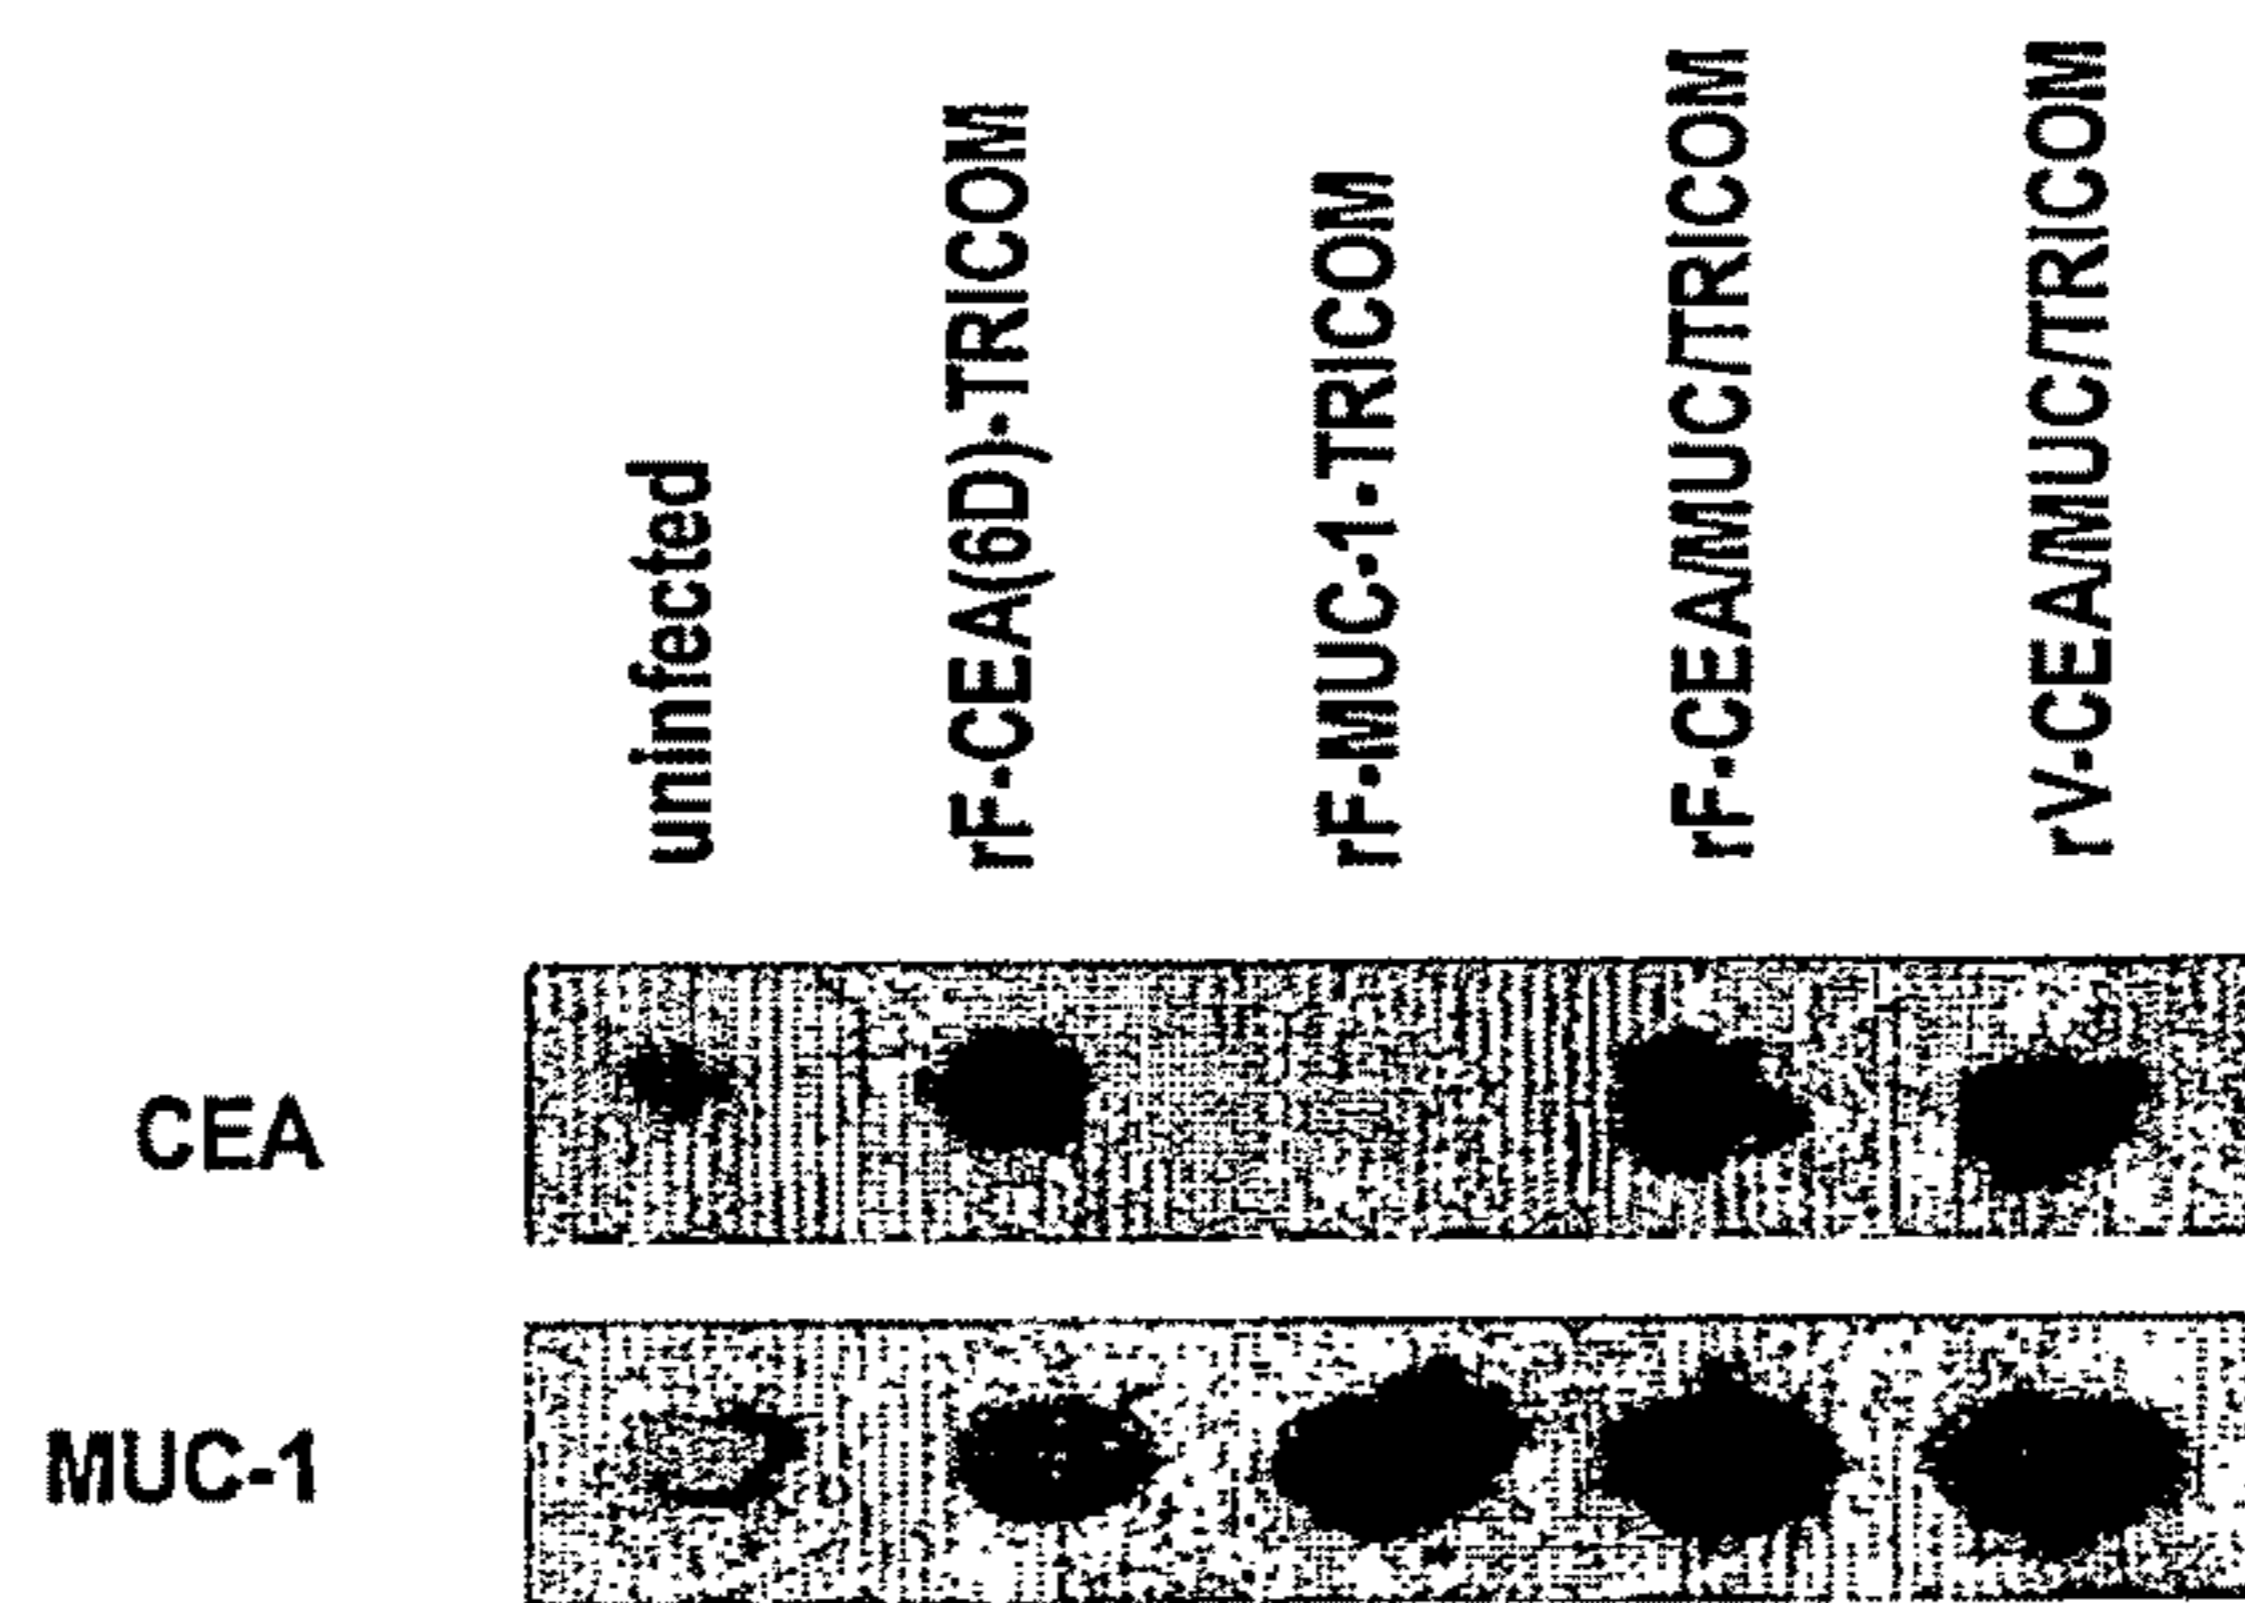 uninfected
rF-CEA(6D)-TRICOM
rF-MUC-1-TRICOM
rF-CEA/MUC/TRICOM
rV-CEA/MUC/TRICOM
CEA
MUC-1